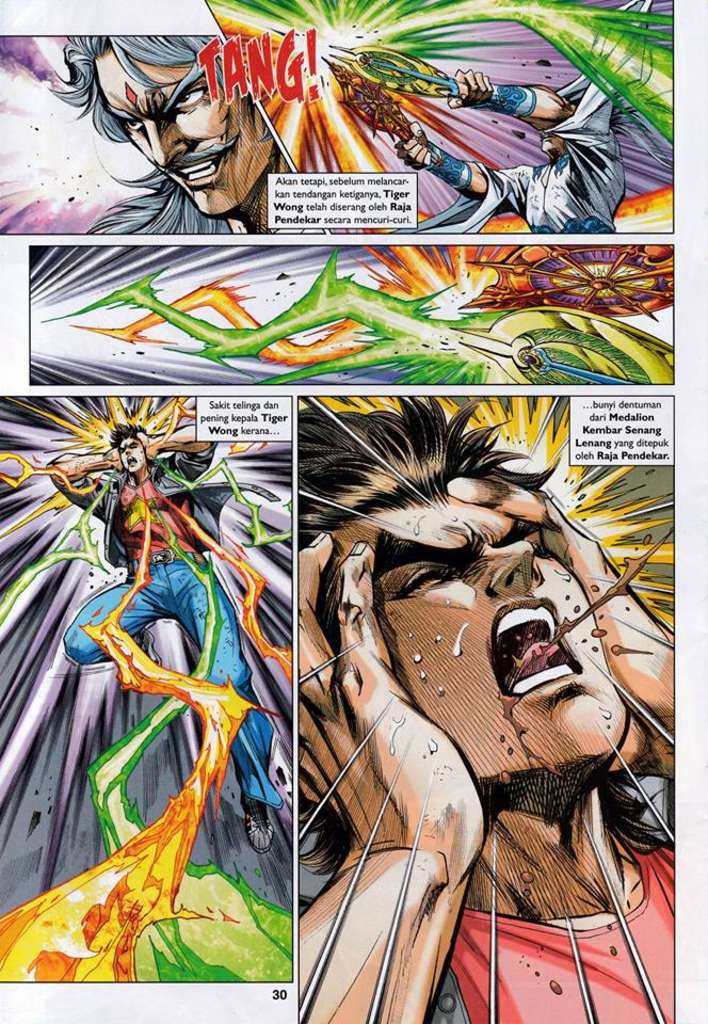 TANG!
Akan tetapi, sebelum melancar-
kan tendangan ketiganya, Tiger
Wong telah diserang oleh Raja
Pendekar secara mencuri-curi.
Sakit telinga dan
pening kepala Tiger
Wong kerana...
...bunyi dentuman
dari Medalion
Kembar Senang
Lenang yang ditepuk
oleh Raja Pendekar.
30